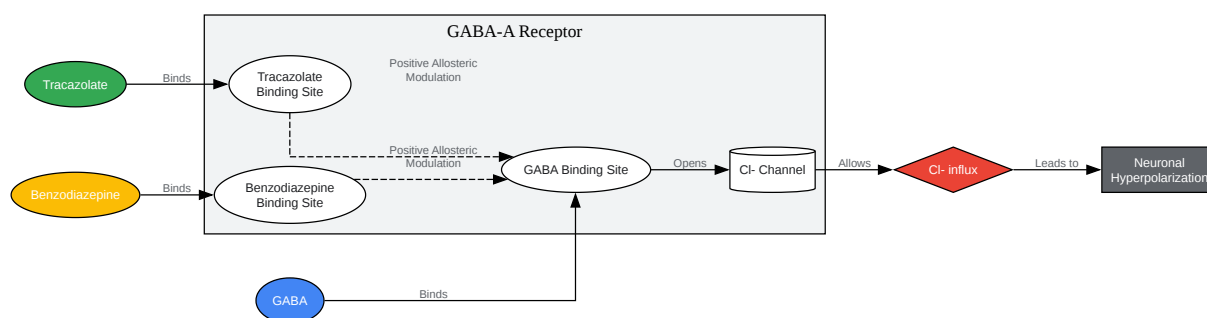 GABA-A Receptor
Positive Allosteric
Modulation
Tracazolate
Binds
Tracazolate
Binding Site
Positive Allosteric
Modulation
Benzodiazepine
Binds
Benzodiazepine
Binding Site
GABA Binding Site
Opens
Cl- Channel
Allows
Cl- influx
Leads to
Neuronal
Hyperpolarization
GABA
Binds